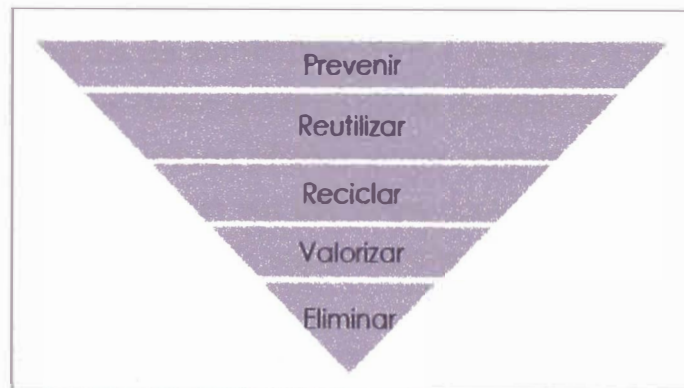 Prevenir
Reutilizar
Reciclar
Valorizar
Eliminar